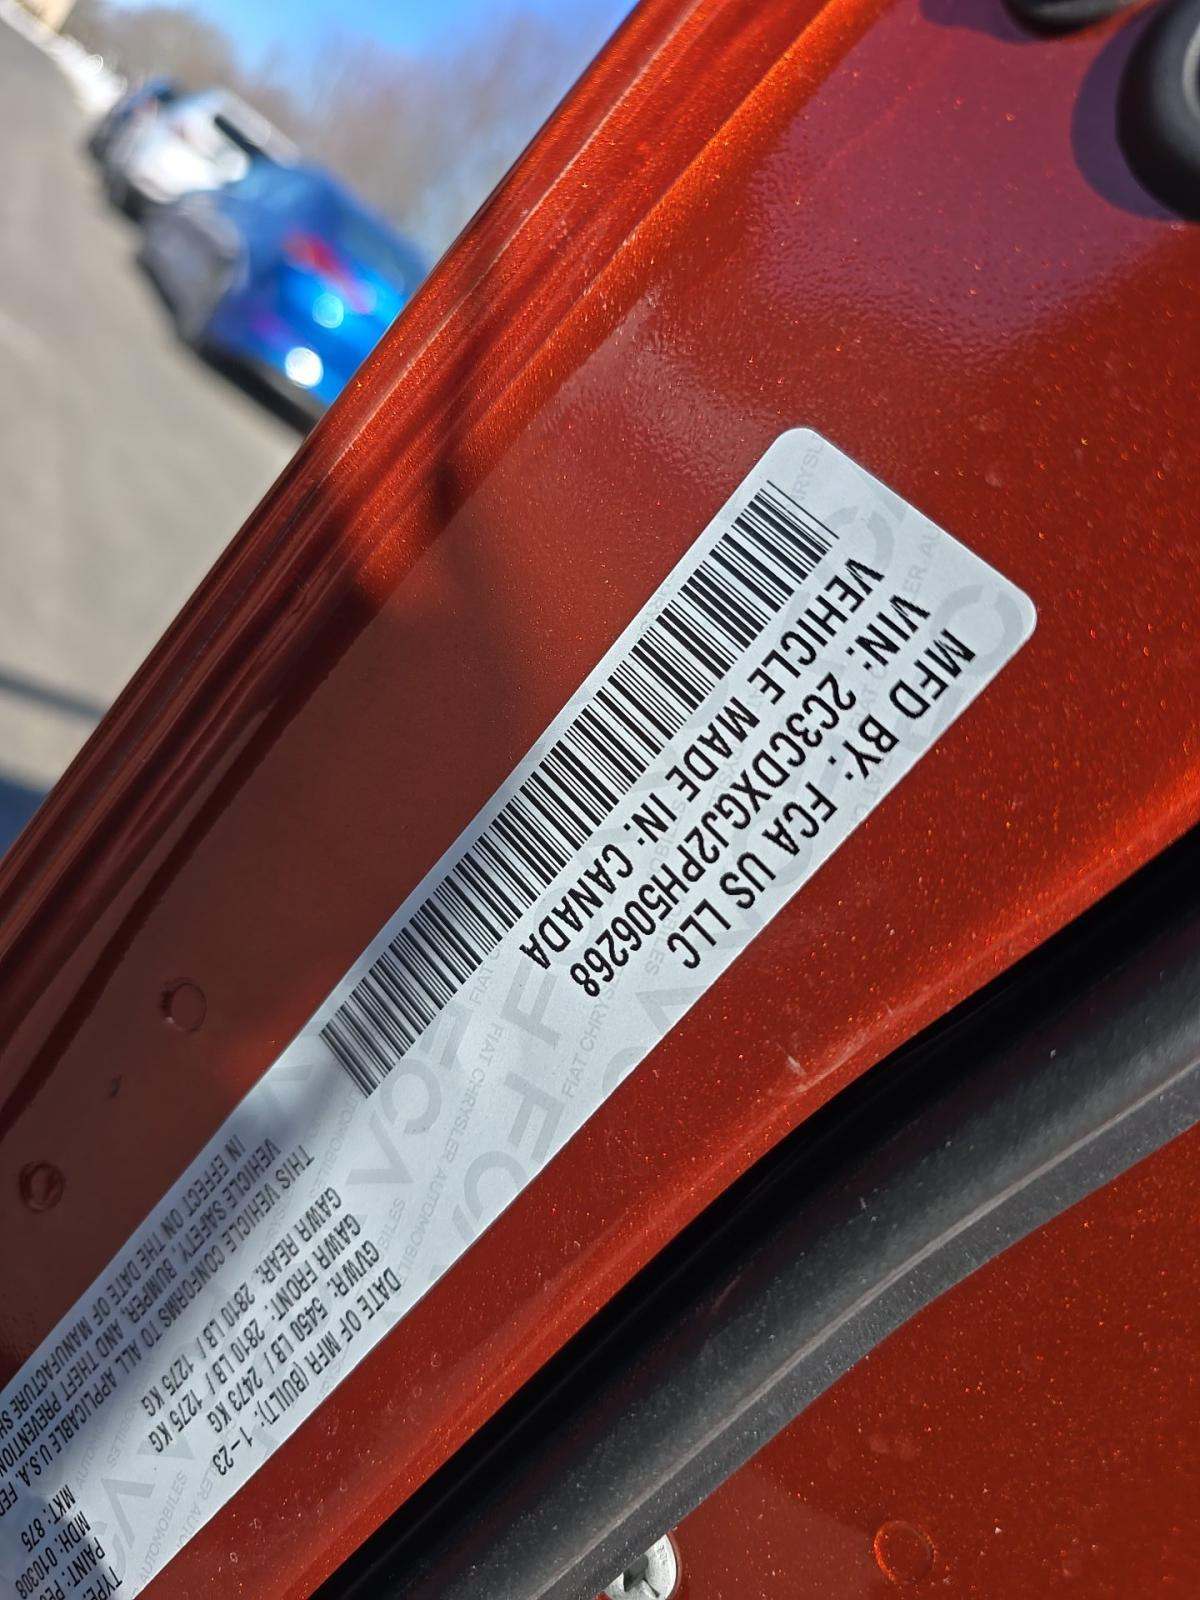 MFD BY: FCA US LLC
VIN: 2C3CDXGJ2PH506268
VEHICLE MADE IN: CANADA
DATE OF MFR (BUILT): 1-23
GVWR: 5450 LB / 2473 KG
GAWR FRONT: 2810 LB / 1275 KG
GAWR REAR: 2810 LB / 1275 KG
THIS VEHICLE CONFORMS TO ALL APPLICABLE U.S.A. FED
VEHICLE SAFETY, BUMPER, AND THEFT PREVENTION
IN EFFECT ON THE DATE OF MANUFACTURE SH
TYPE:
PAINT: PE
MDH: 010308
MKT: 875